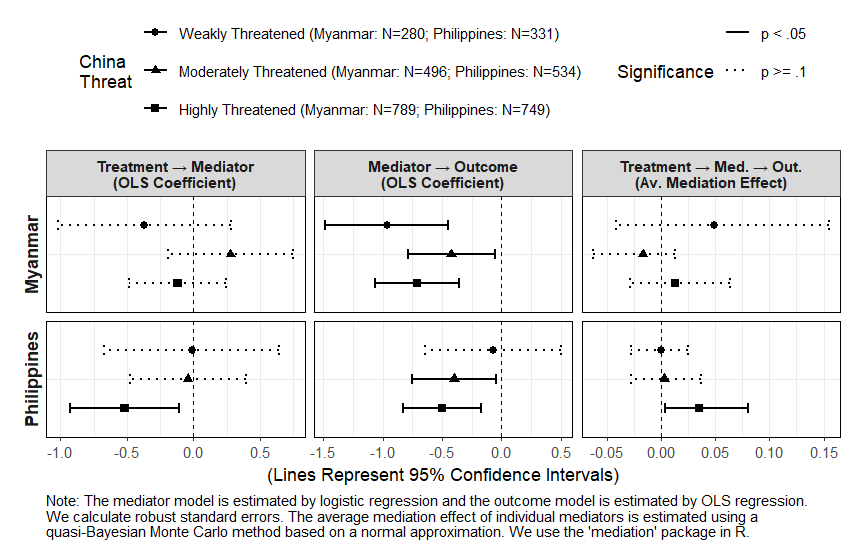 Weakly Threatened (Myanmar: N=280; Philippines: N=331)
p < .05
China
Threat
Moderately Threatened (Myanmar: N=496; Philippines: N=534)
Significance
p >= .1
Highly Threatened (Myanmar: N=789; Philippines: N=749)
Treatment → Mediator
(OLS Coefficient)
Mediator → Outcome
(OLS Coefficient)
Treatment → Med. → Out.
(Av. Mediation Effect)
Myanmar
Philippines
-1.0 -0.5 0.0 0.5
-1.5 -1.0 -0.5 0.0 0.5
-0.05 0.00 0.05 0.10 0.15
(Lines Represent 95% Confidence Intervals)
Note: The mediator model is estimated by logistic regression and the outcome model is estimated by OLS regression.
We calculate robust standard errors. The average mediation effect of individual mediators is estimated using a
quasi-Bayesian Monte Carlo method based on a normal approximation. We use the 'mediation' package in R.